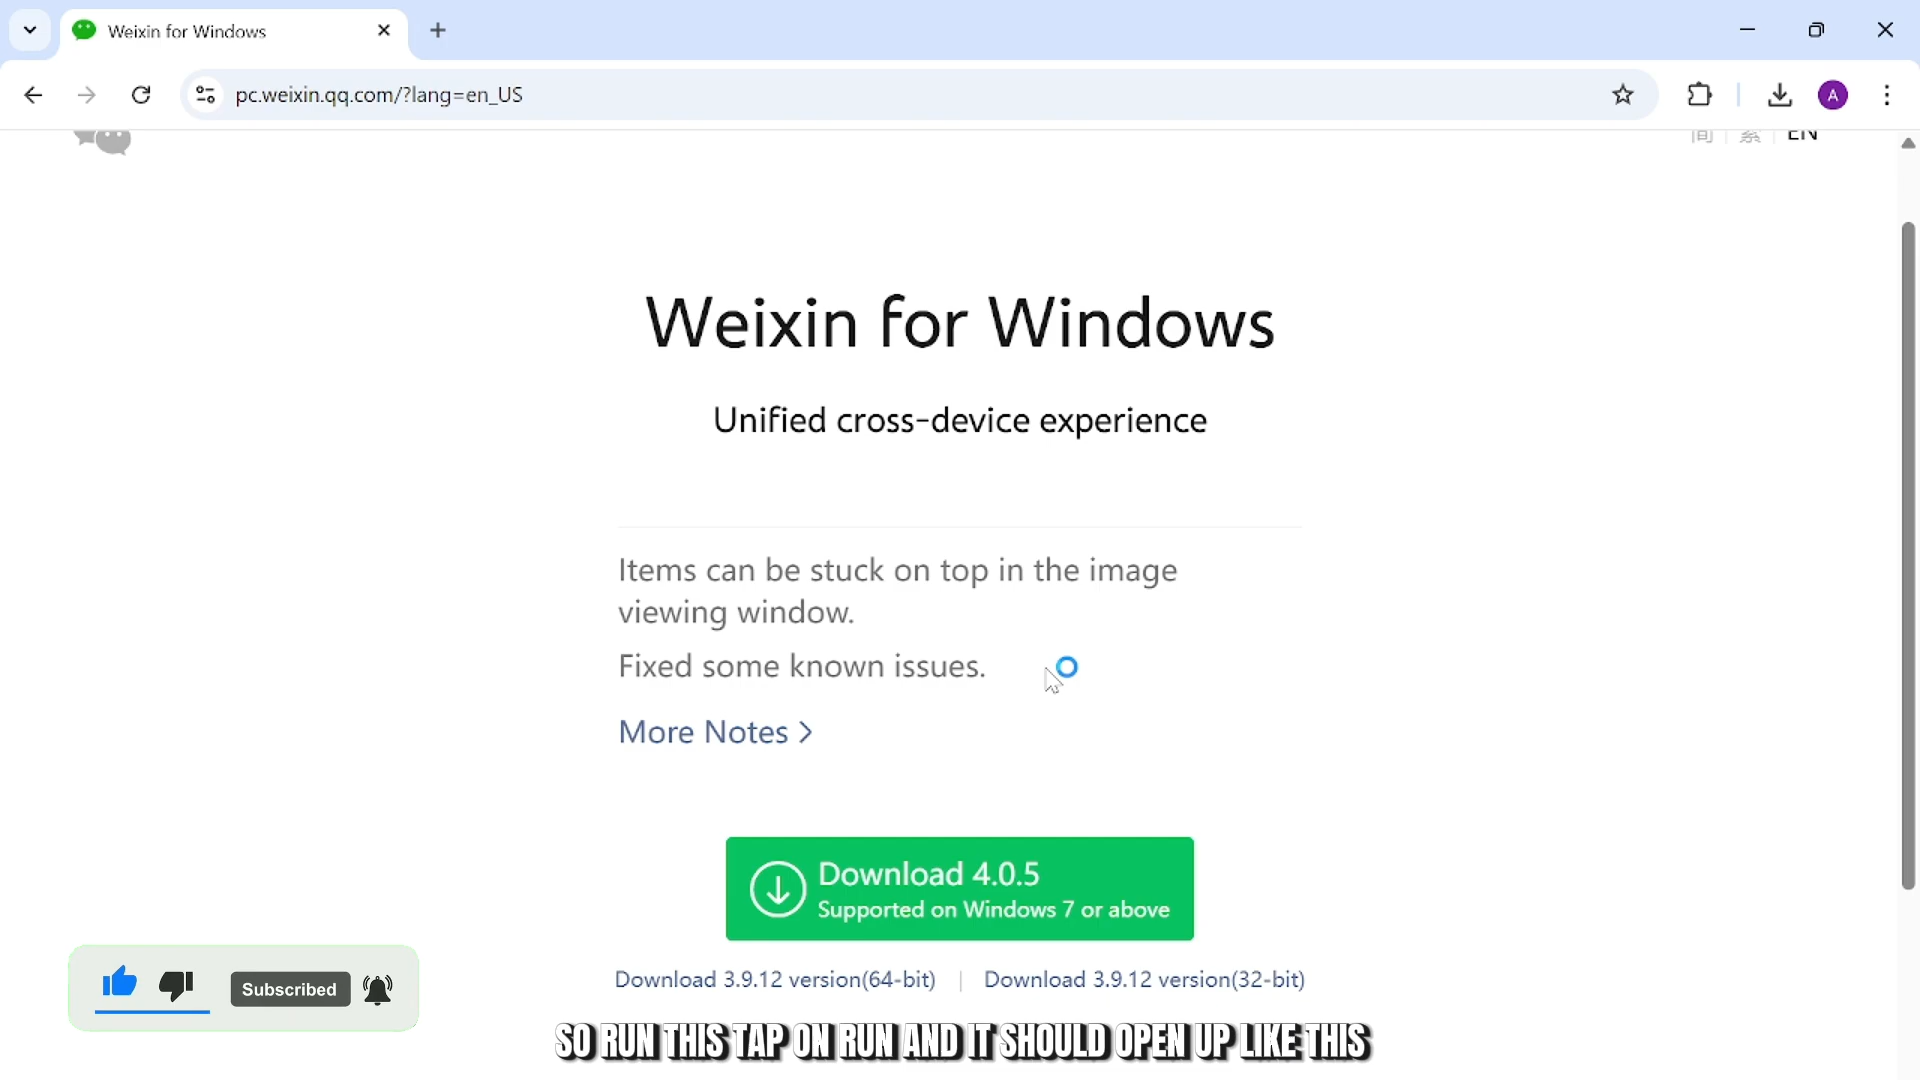 Weixin for Windows
pc.weixin.qq.com/?lang=en_US
A
简 | 繁 | EN
Weixin for Windows
Unified cross-device experience
Items can be stuck on top in the image
viewing window.
Fixed some known issues.
More Notes >
Download 4.0.5
Supported on Windows 7 or above
Download 3.9.12 version(64-bit) | Download 3.9.12 version(32-bit)
Subscribed
SO RUN THIS TAP ON RUN AND IT SHOULD OPEN UP LIKE THIS